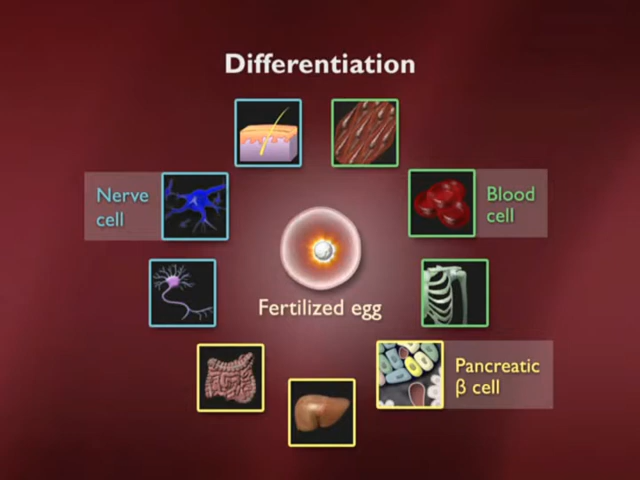 Differentiation
Nerve
cell
Blood
cell
Fertilized egg
Pancreatic
β cell